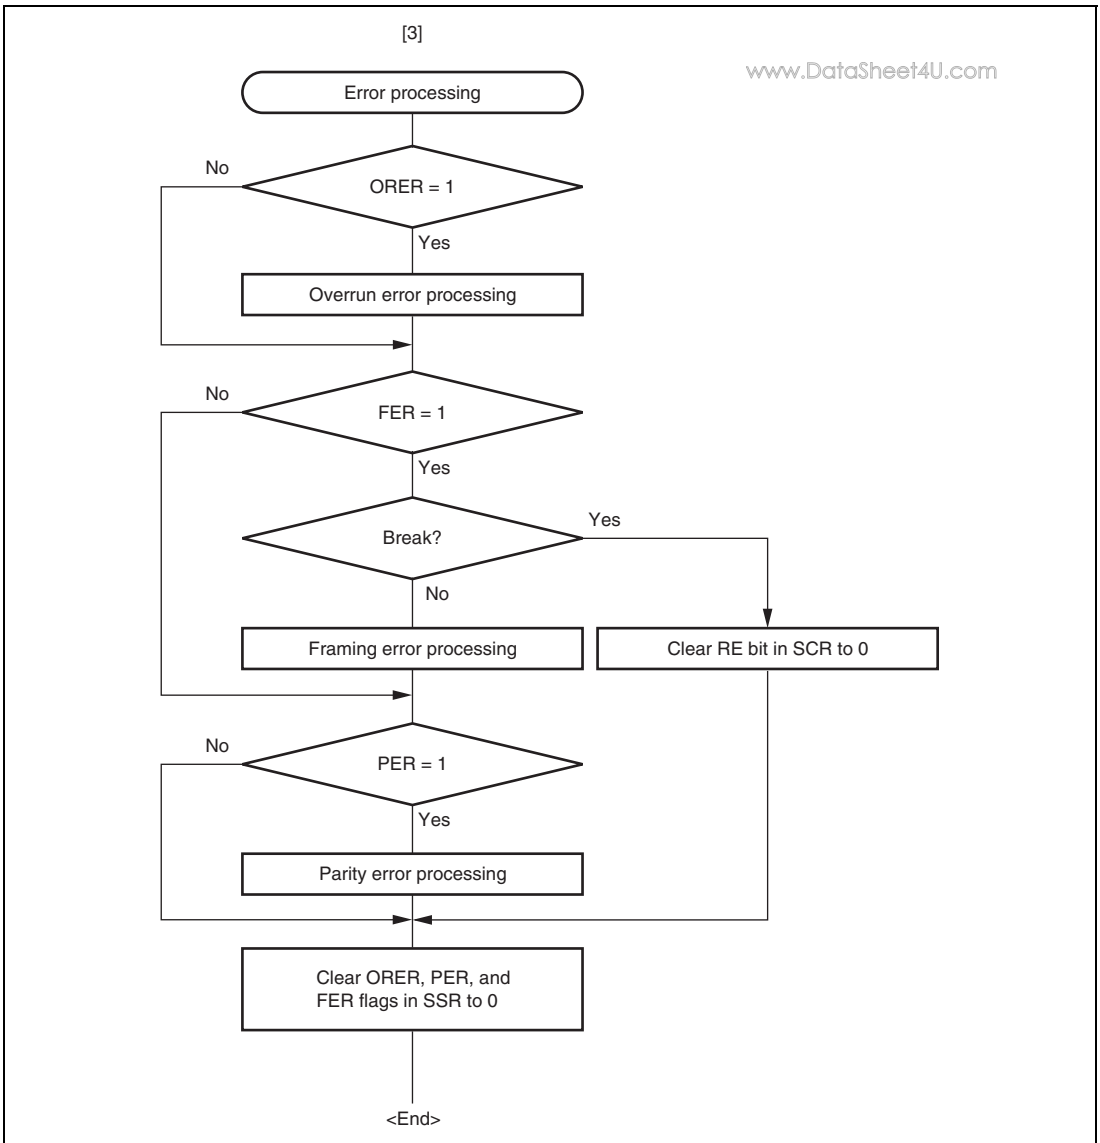 [3]
www.DataSheet4U.com
Error processing
No
ORER = 1
Yes
Overrun error processing
No
FER = 1
Yes
Break?
Yes
No
Framing error processing
Clear RE bit in SCR to 0
No
PER = 1
Yes
Parity error processing
Clear ORER, PER, and
FER flags in SSR to 0
<End>